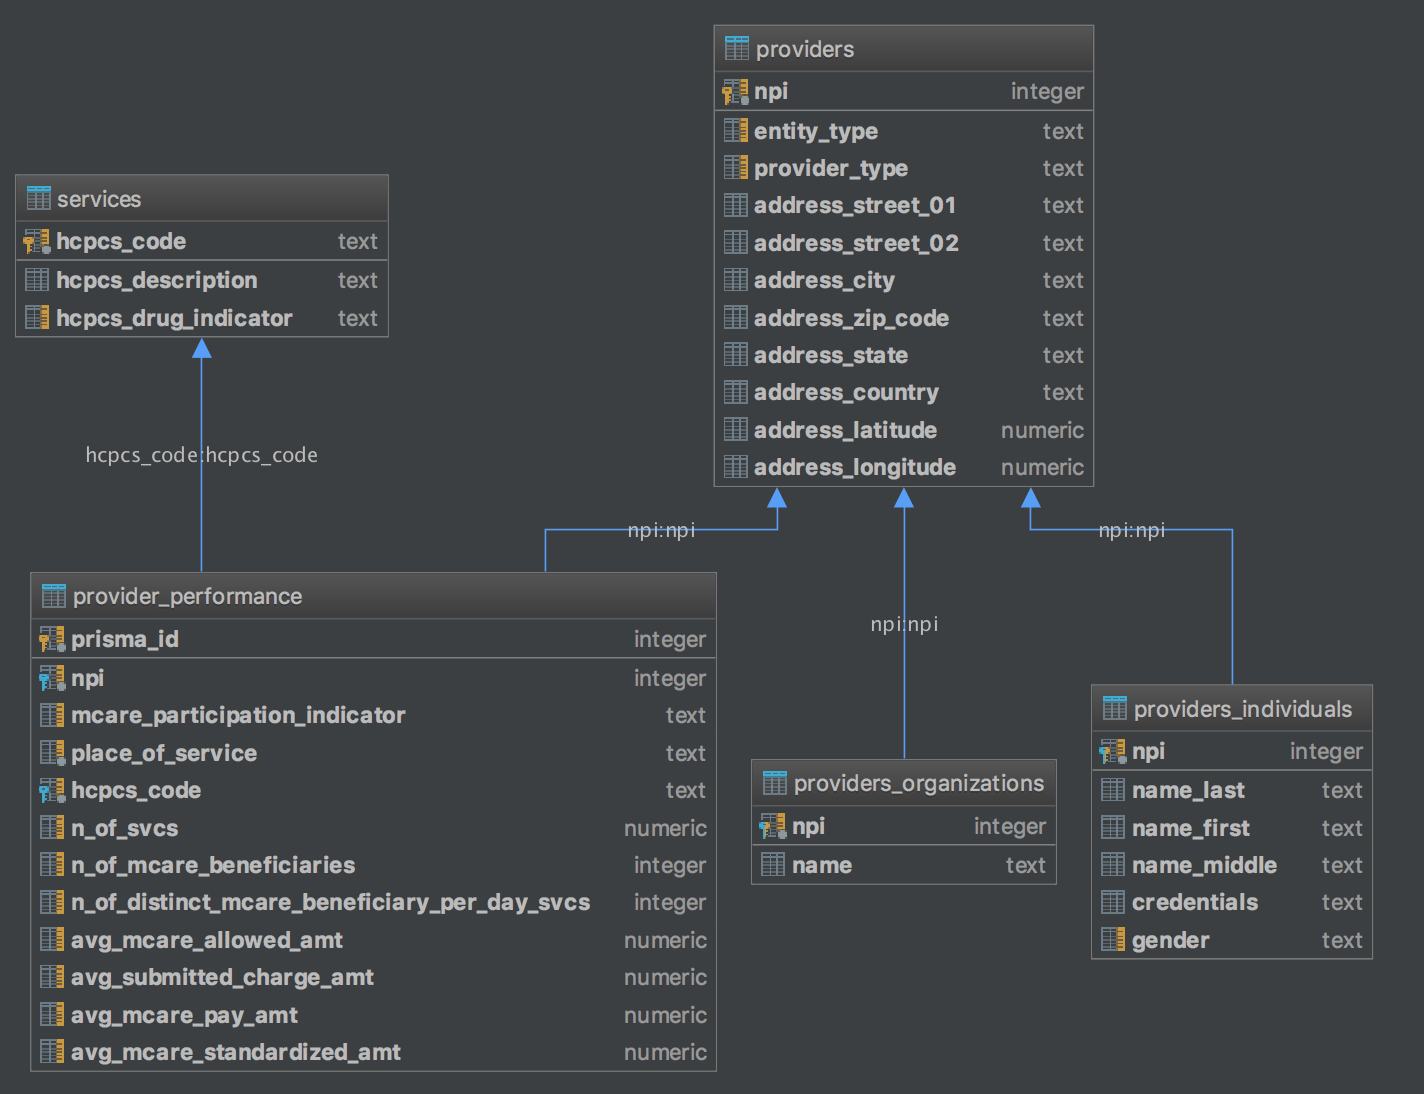 providers
npi integer
entity_type text
provider_type text
address_street_01 text
address_street_02 text
address_city text
address_zip_code text
address_state text
address_country text
address_latitude numeric
address_longitude numeric
services
hcpcs_code text
hcpcs_description text
hcpcs_drug_indicator text
hcpcs_code:hcpcs_code
npi:npi
npi:npi
npi:npi
provider_performance
prisma_id integer
npi integer
mcare_participation_indicator text
place_of_service text
hcpcs_code text
n_of_svcs numeric
n_of_mcare_beneficiaries integer
n_of_distinct_mcare_beneficiary_per_day_svcs integer
avg_mcare_allowed_amt numeric
avg_submitted_charge_amt numeric
avg_mcare_pay_amt numeric
avg_mcare_standardized_amt numeric
providers_organizations
npi integer
name text
providers_individuals
npi integer
name_last text
name_first text
name_middle text
credentials text
gender text